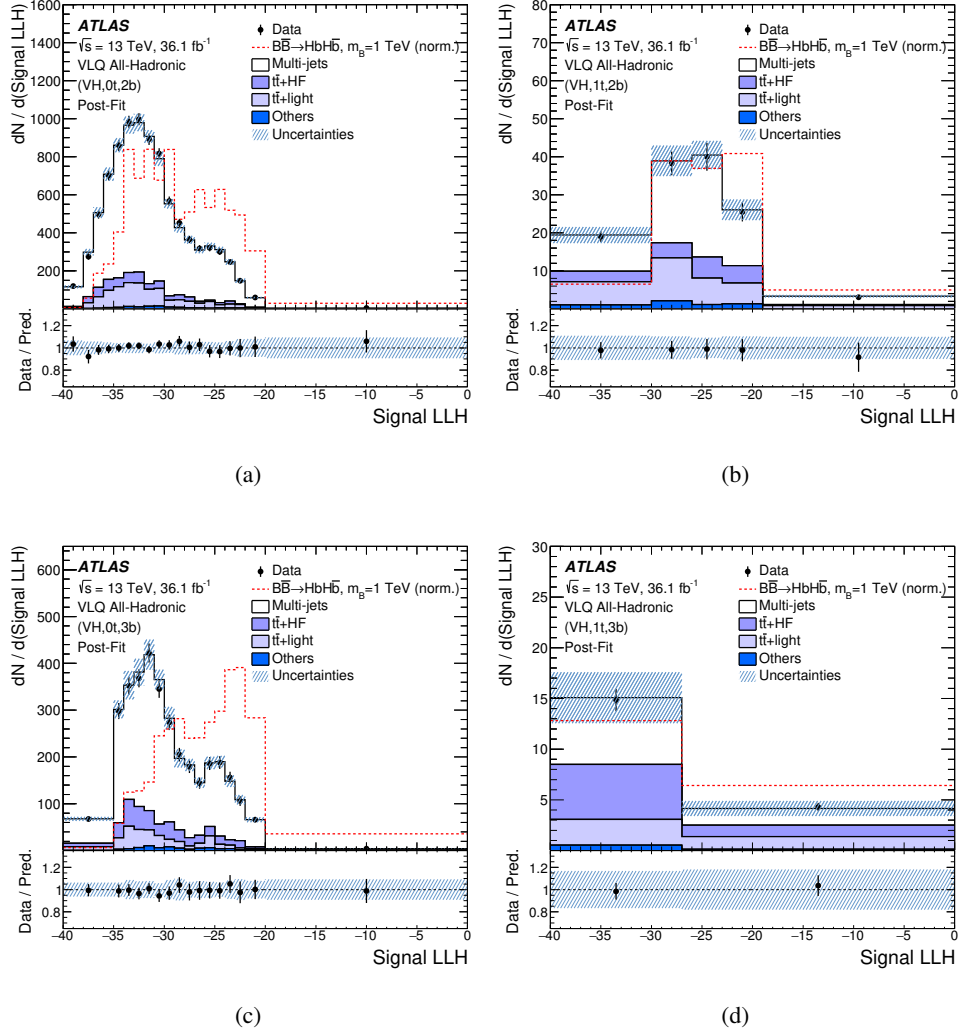 dN / d(Signal LLH)
1600
1400
1200
1000
800
600
400
200
ATLAS
√s = 13 TeV, 36.1 fb⁻¹
VLQ All-Hadronic
(VH,0t,2b)
Post-Fit
Data
BB̅→HbHb̅, m_B=1 TeV (norm.)
Multi-jets
tt̅+HF
tt̅+light
Others
Uncertainties
Data / Pred.
1.2
1
0.8
−40 −35 −30 −25 −20 −15 −10 −5 0
Signal LLH
(a)
dN / d(Signal LLH)
80
70
60
50
40
30
20
10
ATLAS
√s = 13 TeV, 36.1 fb⁻¹
VLQ All-Hadronic
(VH,1t,2b)
Post-Fit
Data
BB̅→HbHb̅, m_B=1 TeV (norm.)
Multi-jets
tt̅+HF
tt̅+light
Others
Uncertainties
Data / Pred.
1.2
1
0.8
−40 −35 −30 −25 −20 −15 −10 −5 0
Signal LLH
(b)
dN / d(Signal LLH)
600
500
400
300
200
100
ATLAS
√s = 13 TeV, 36.1 fb⁻¹
VLQ All-Hadronic
(VH,0t,3b)
Post-Fit
Data
BB̅→HbHb̅, m_B=1 TeV (norm.)
Multi-jets
tt̅+HF
tt̅+light
Others
Uncertainties
Data / Pred.
1.2
1
0.8
−40 −35 −30 −25 −20 −15 −10 −5 0
Signal LLH
(c)
dN / d(Signal LLH)
30
25
20
15
10
5
ATLAS
√s = 13 TeV, 36.1 fb⁻¹
VLQ All-Hadronic
(VH,1t,3b)
Post-Fit
Data
BB̅→HbHb̅, m_B=1 TeV (norm.)
Multi-jets
tt̅+HF
tt̅+light
Others
Uncertainties
Data / Pred.
1.2
1
0.8
−40 −35 −30 −25 −20 −15 −10 −5 0
Signal LLH
(d)